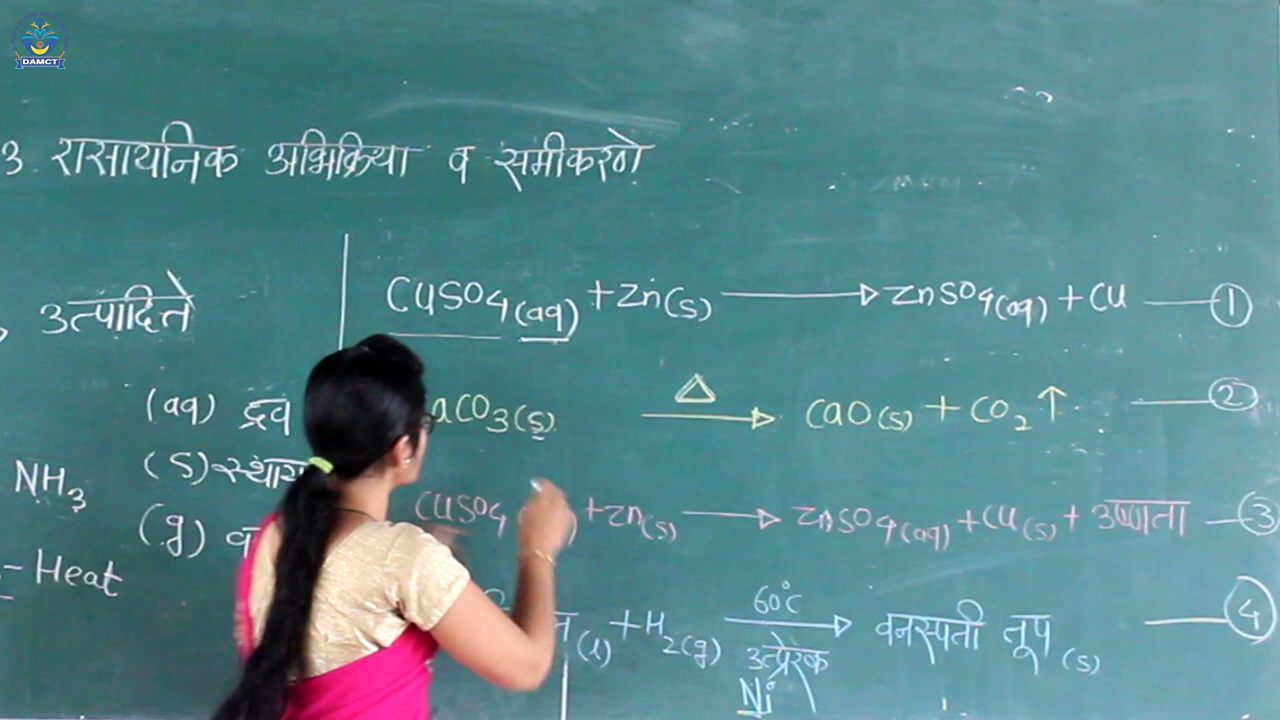 DAMCT
3. रासायनिक अभिक्रिया व समीकरणे
उत्पादिते
(aq) द्रव
(S)
NH3
(g)
- Heat
CuSO4(aq) + Zn(s) ⟶ ZnSO4(aq) + Cu — ①
aCO3(s) △⟶ CaO(s) + CO2 ↑ — ②
CuSO4 + Zn(s) ⟶ ZnSO4(aq) + Cu(s) + उष्णता — ③
(l) + H2(g) 60°C ⟶ वनस्पती तूप (s) — ④
उत्प्रेरक
Ni